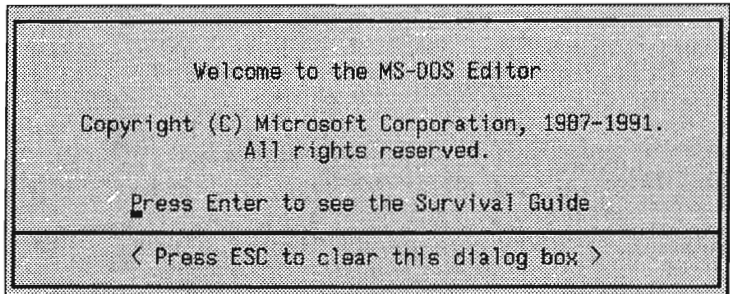 Welcome to the MS-DOS Editor
Copyright (C) Microsoft Corporation, 1987-1991.
All rights reserved.
Press Enter to see the Survival Guide
< Press ESC to clear this dialog box >